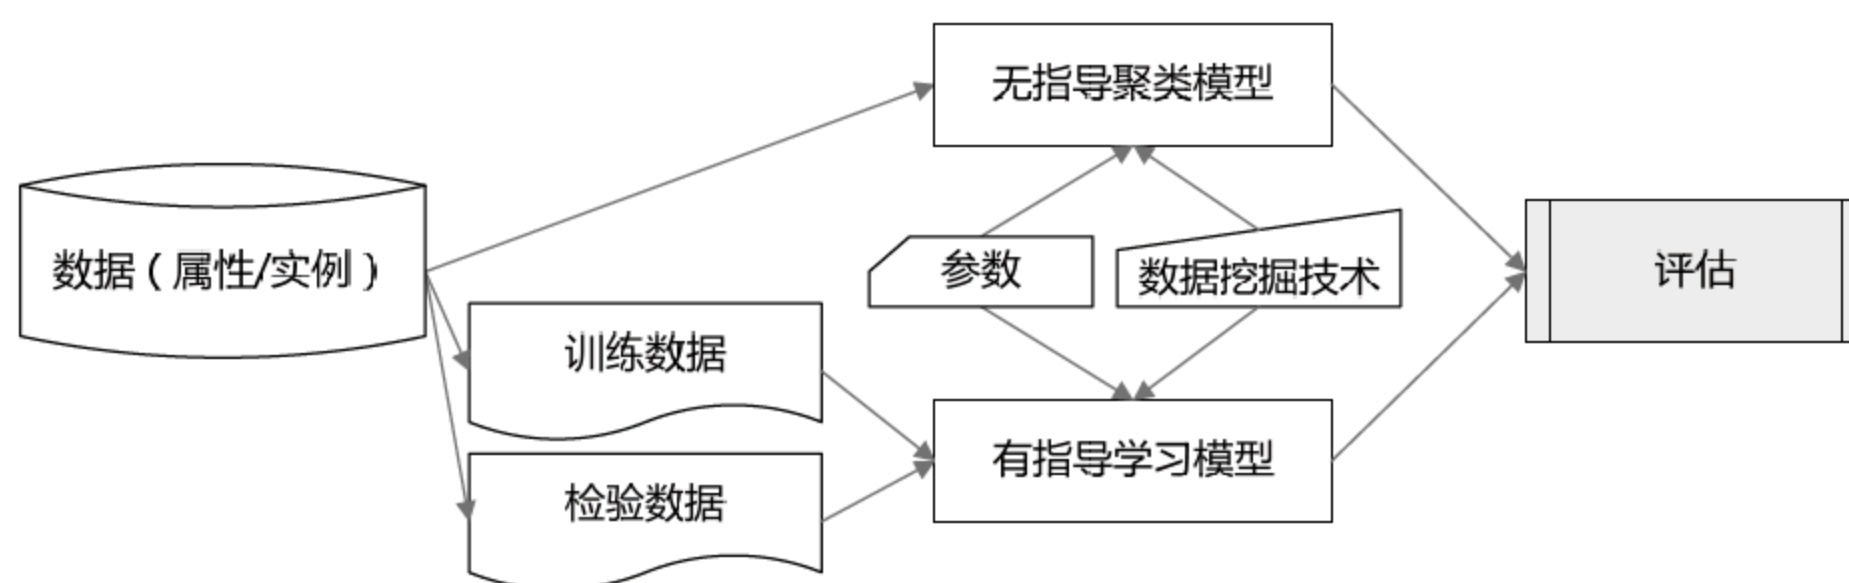 无指导聚类模型
数据（属性/实例）
参数
数据挖掘技术
评估
训练数据
有指导学习模型
检验数据